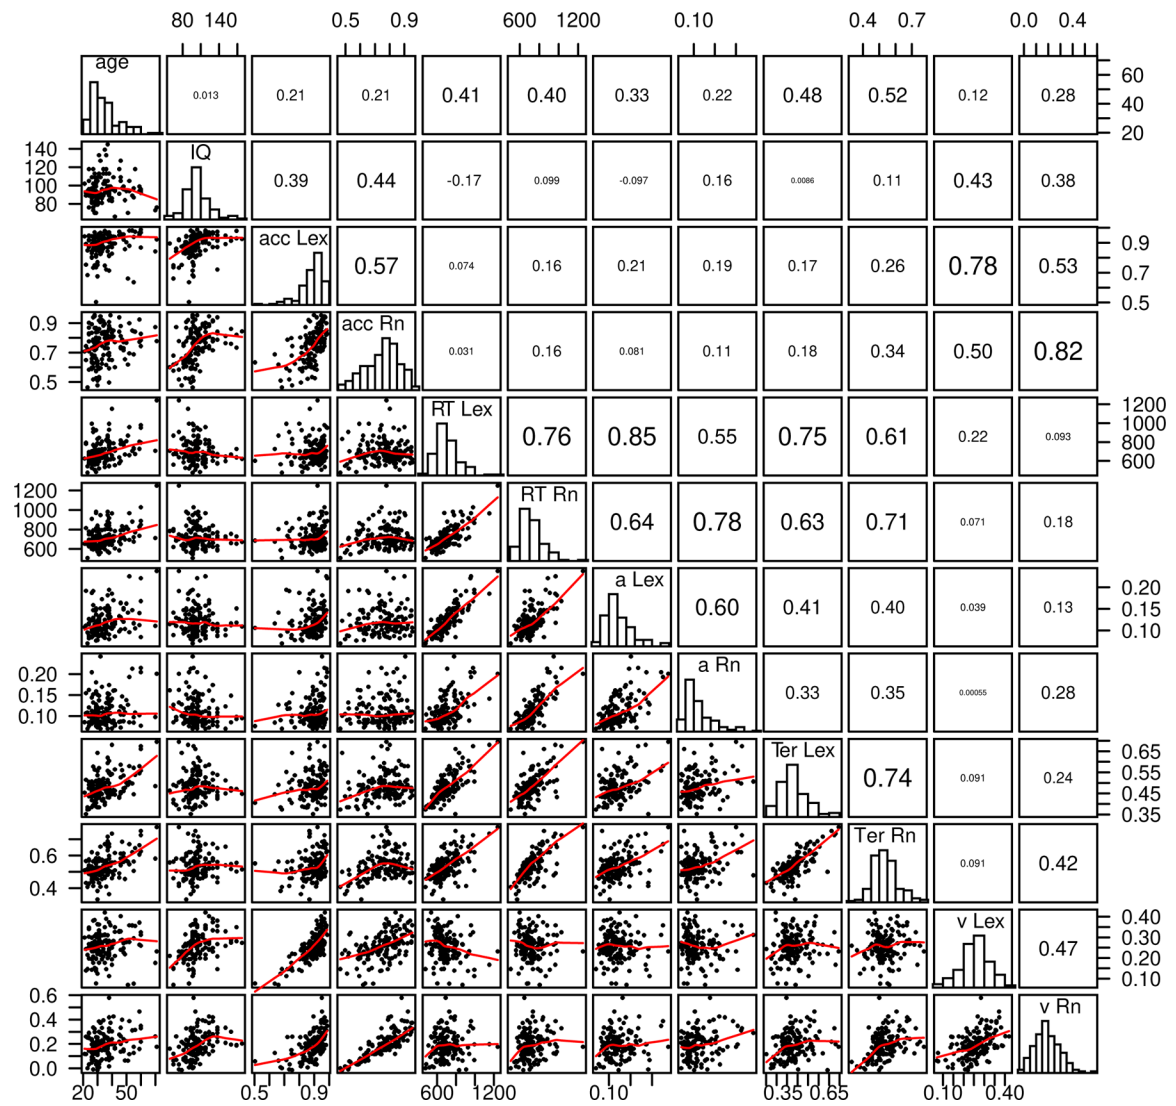 80 140 0.5 0.9 600 1200 0.10 0.4 0.7 0.0 0.4
age 0.013 0.21 0.21 0.41 0.40 0.33 0.22 0.48 0.52 0.12 0.28 60 40 20
140 120 100 80 IQ 0.39 0.44 -0.17 0.099 -0.097 0.16 0.0086 0.11 0.43 0.38
acc Lex 0.57 0.074 0.16 0.21 0.19 0.17 0.26 0.78 0.53 0.9 0.7 0.5
0.9 0.7 0.5 acc Rn 0.031 0.16 0.081 0.11 0.18 0.34 0.50 0.82
RT Lex 0.76 0.85 0.55 0.75 0.61 0.22 0.093 1200 1000 800 600
1200 1000 800 600 RT Rn 0.64 0.78 0.63 0.71 0.071 0.18
a Lex 0.60 0.41 0.40 0.039 0.13 0.20 0.15 0.10
0.20 0.15 0.10 a Rn 0.33 0.35 0.00055 0.28
Ter Lex 0.74 0.091 0.24 0.65 0.55 0.45 0.35
0.6 0.4 Ter Rn 0.091 0.42
v Lex 0.47 0.40 0.30 0.20 0.10
0.6 0.4 0.2 0.0 v Rn
20 50 0.5 0.7 0.9 600 1200 0.10 0.35 0.65 0.10 0.40